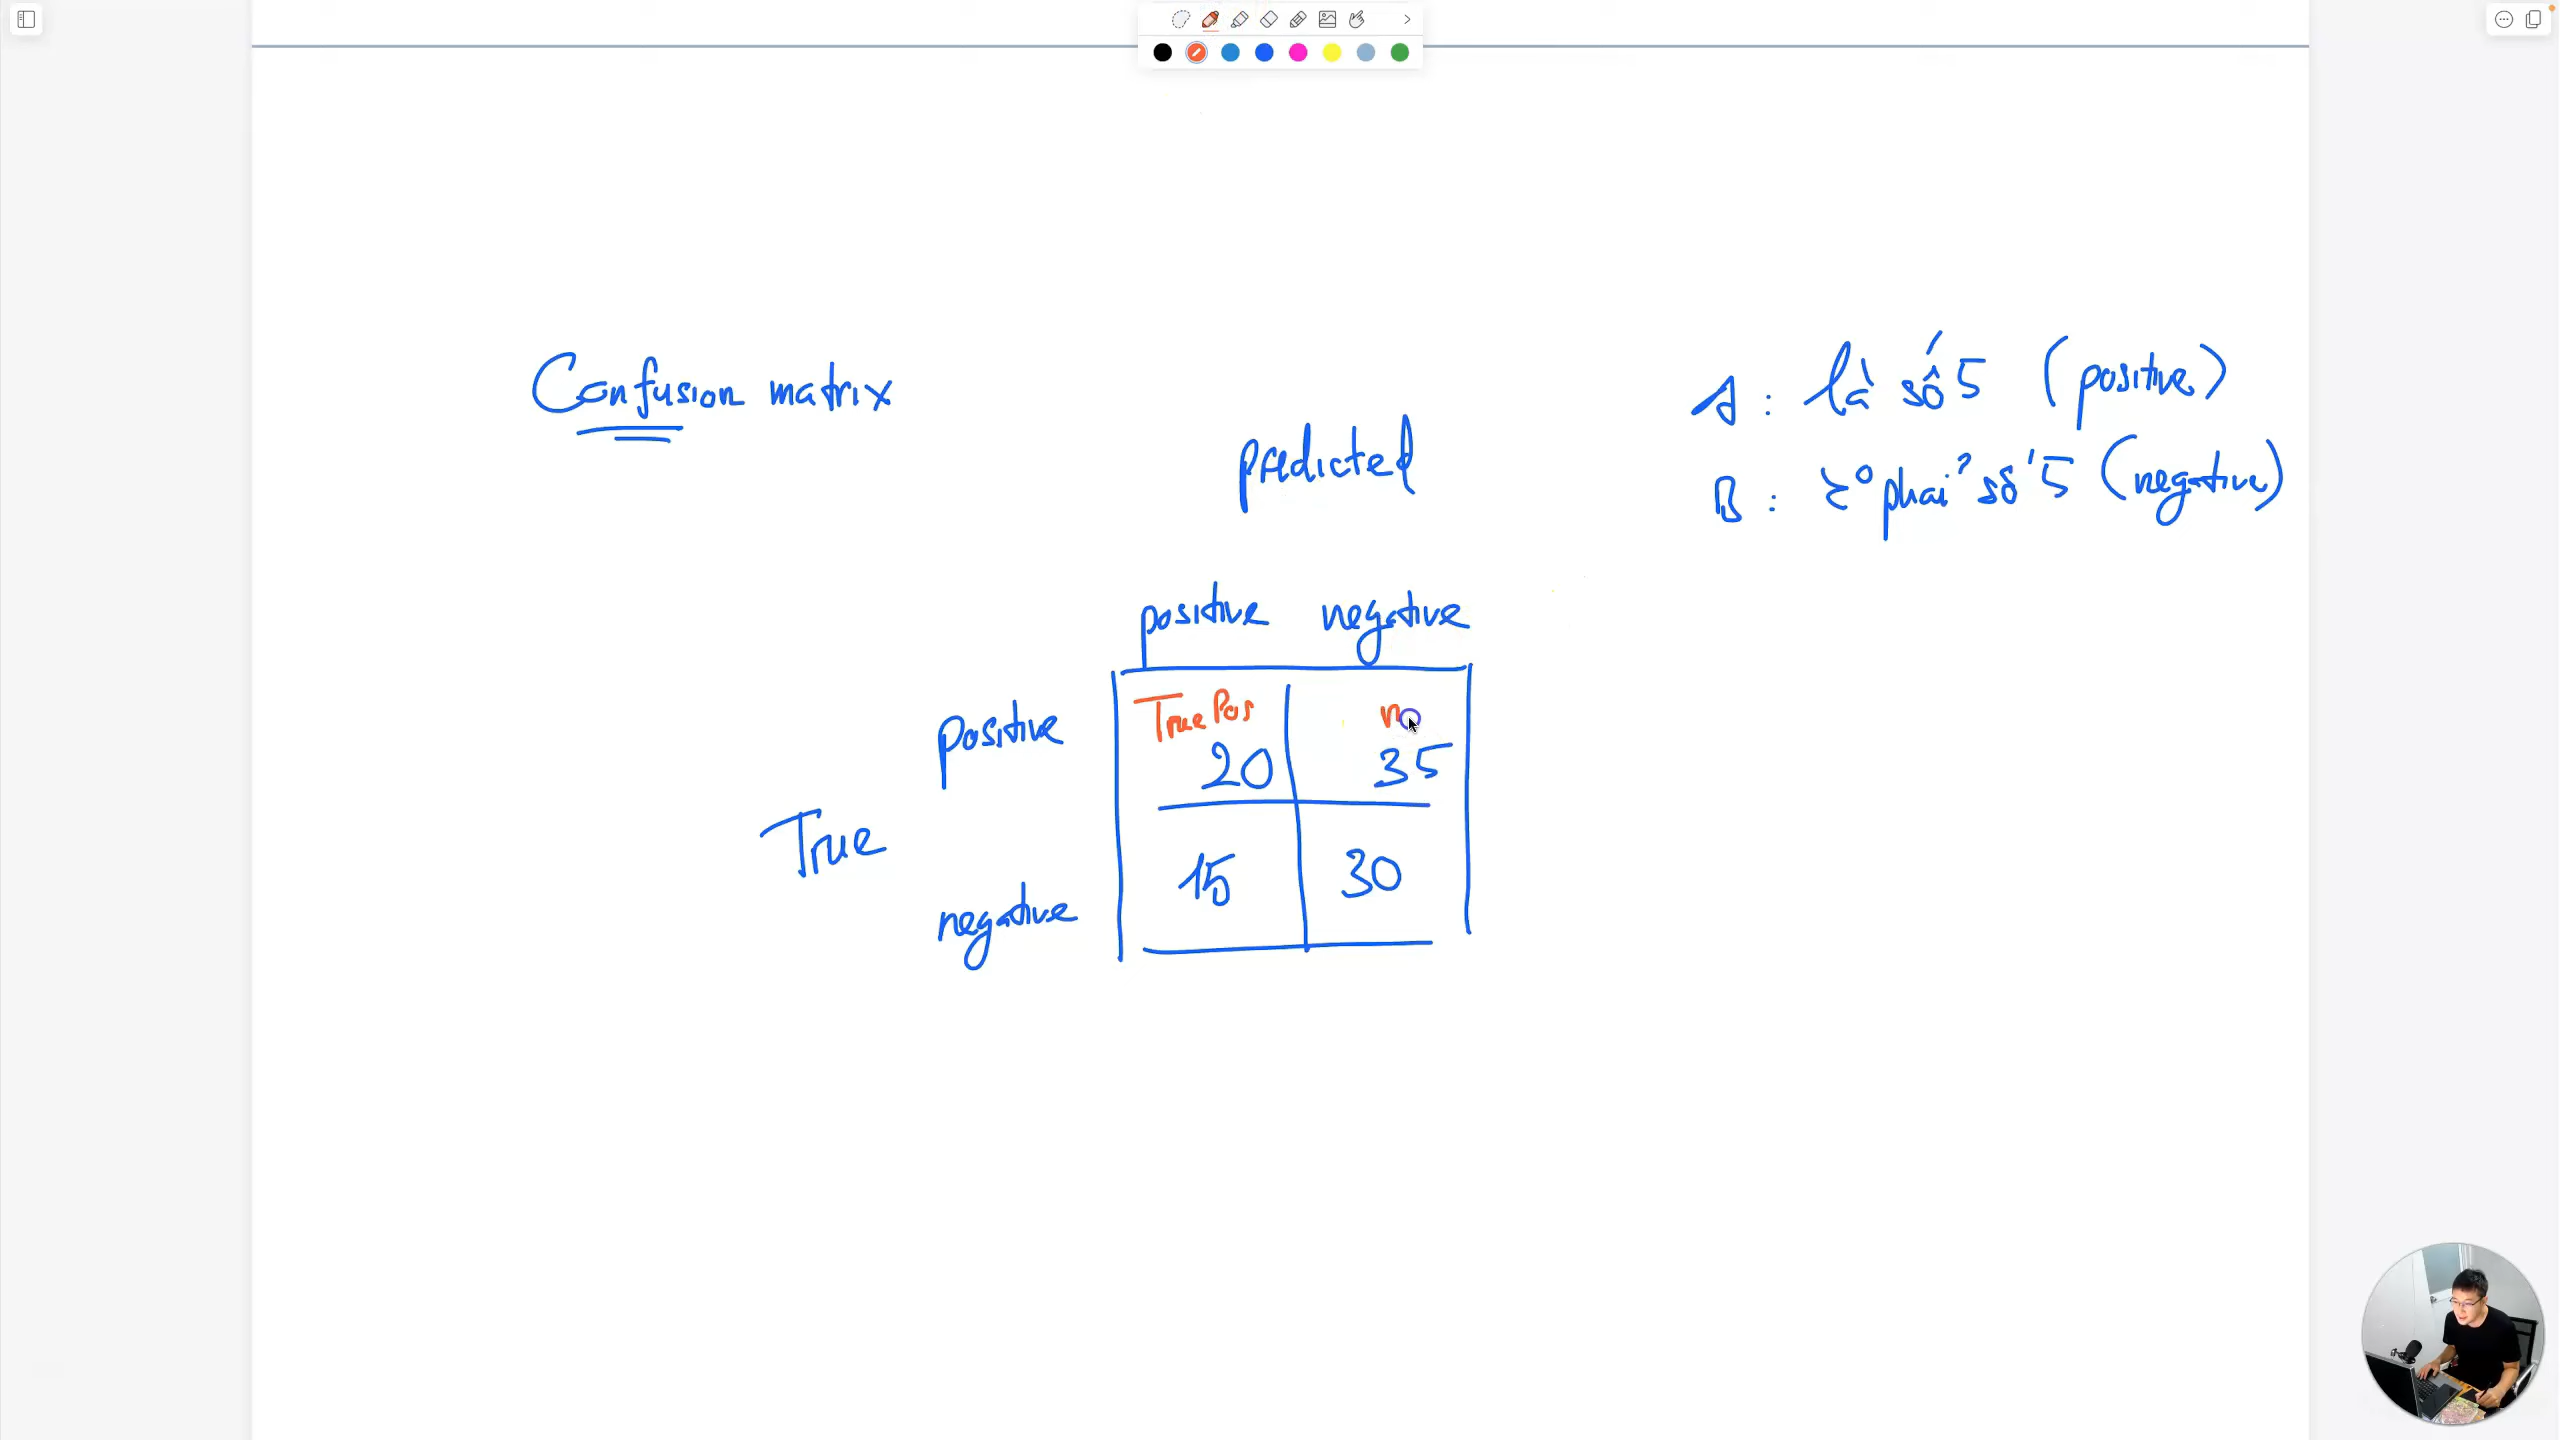 Confusion matrix
A : là số 5 (positive)
predicted
B : phải số 5 (negative)
positive negative
positive
True Pos
20
35
True
negative
15
30